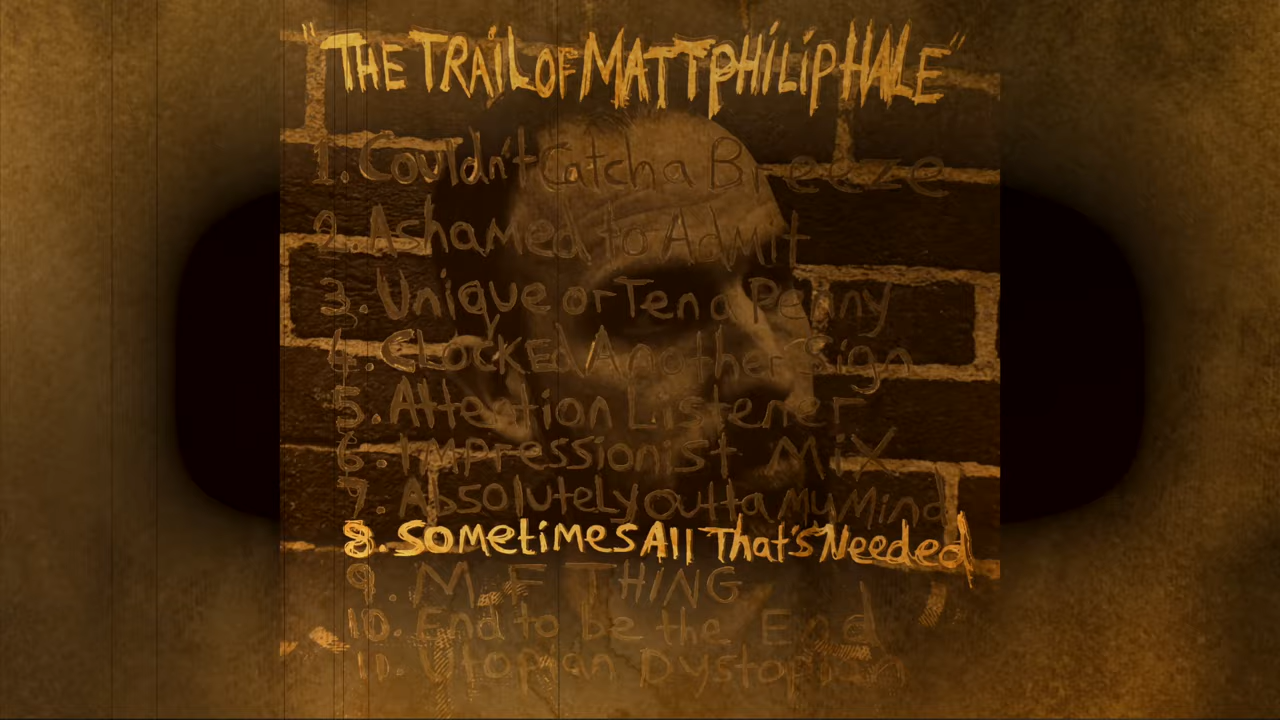 "THE TRAIL OF MATT PHILIP HALE"
1. Couldn't Catch a Breeze
2. Ashamed to Admit
3. Unique or Ten a Penny
4. CLOCKEd Another Sign
5. Attention Listener
6. IMpressionist MiX
7. Absolutely outta My Mind
8. Sometimes All That's Needed
9. M.F THING
10. End to be the End
11. Utopian Dystopian